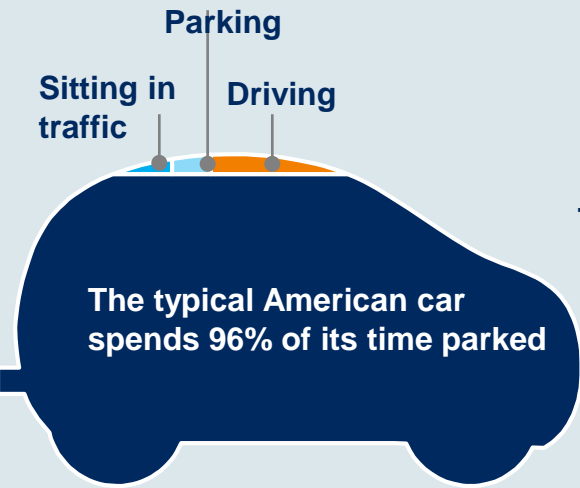 Parking
Sitting in
traffic
Driving
The typical American car
spends 96% of its time parked